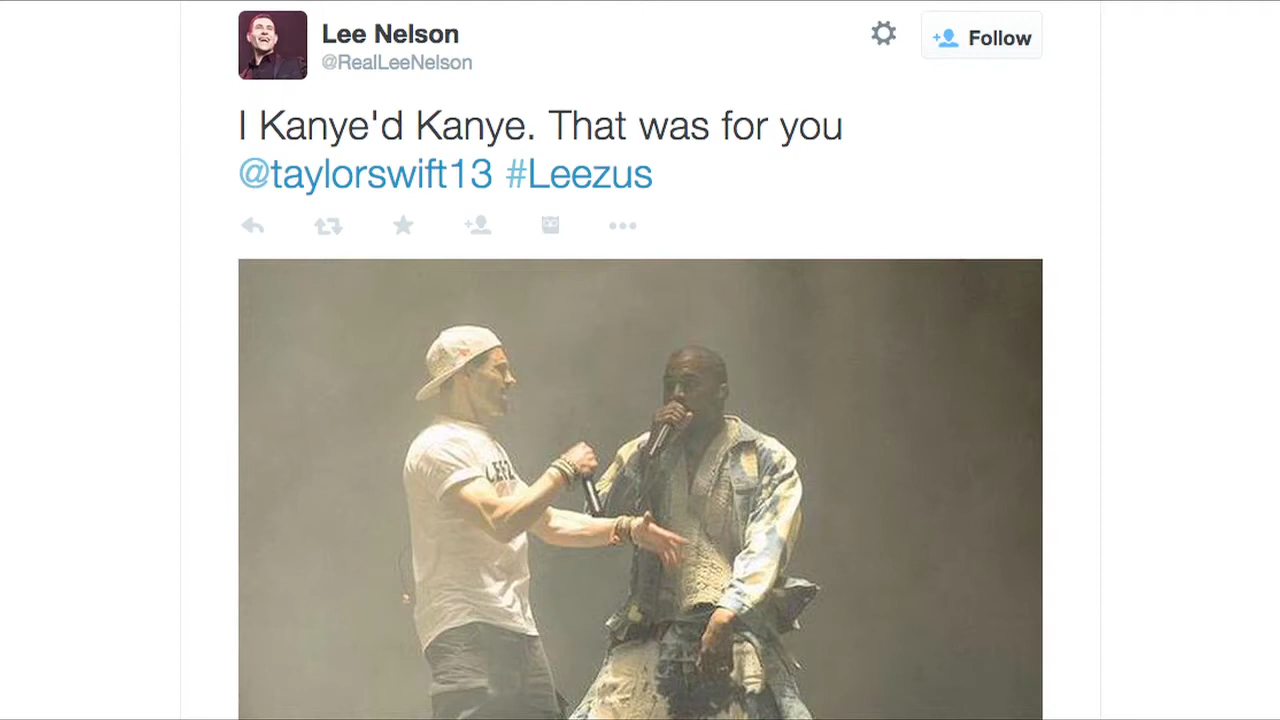 Lee Nelson
@RealLeeNelson
Follow
I Kanye'd Kanye. That was for you
@taylorswift13 #Leezus